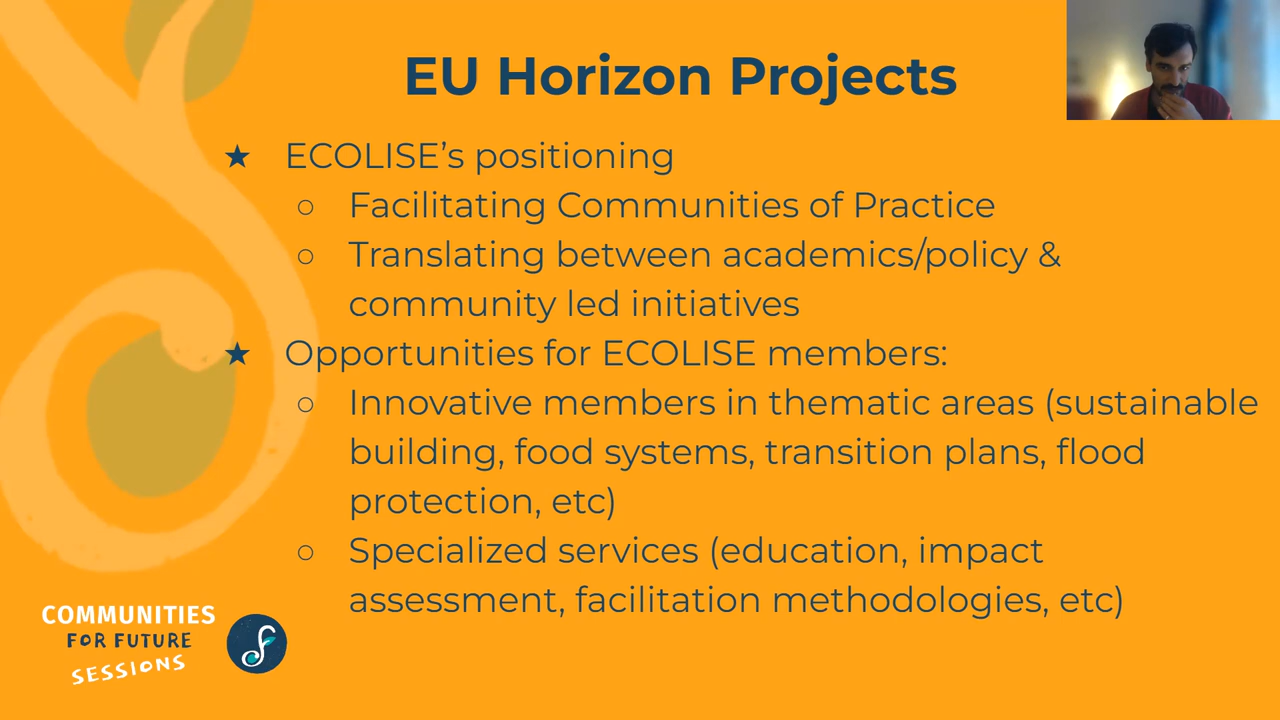 EU Horizon Projects
★ ECOLISE’s positioning
○ Facilitating Communities of Practice
○ Translating between academics/policy &
community led initiatives
★ Opportunities for ECOLISE members:
○ Innovative members in thematic areas (sustainable
building, food systems, transition plans, flood
protection, etc)
○ Specialized services (education, impact
assessment, facilitation methodologies, etc)
COMMUNITIES
FOR FUTURE
SESSIONS